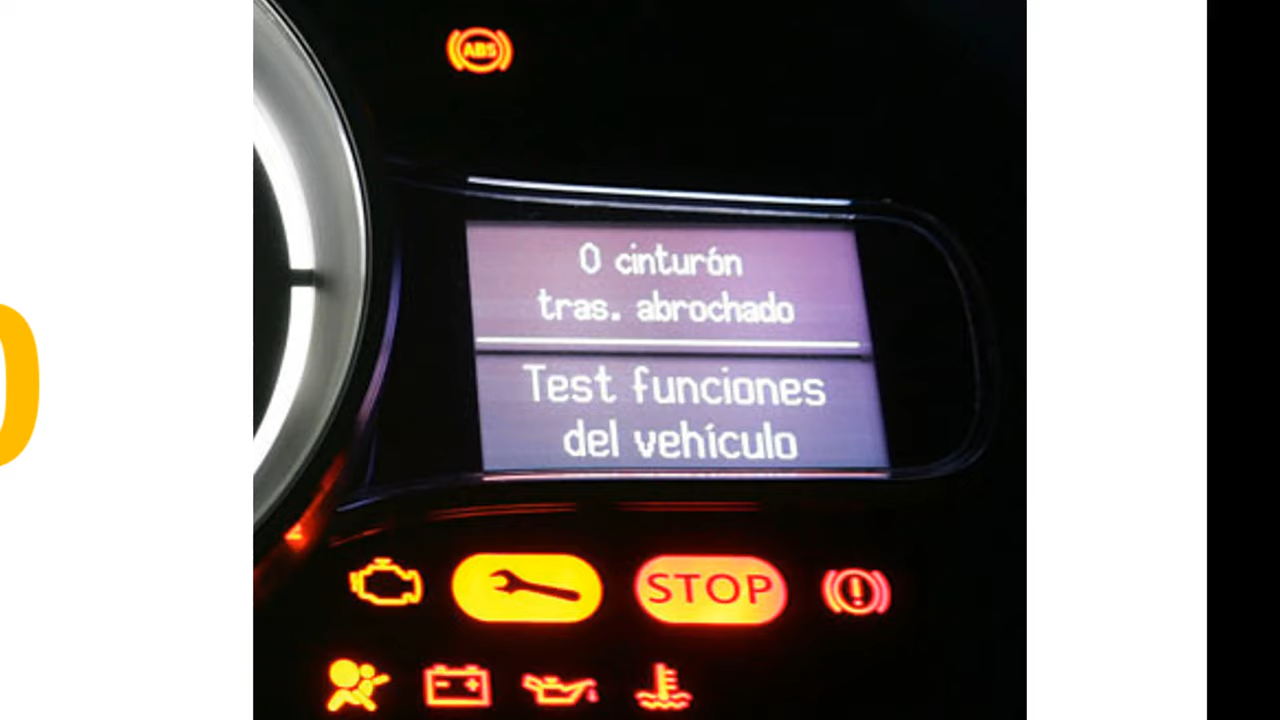 ABS
0 cinturón
tras. abrochado
Test funciones
del vehículo
STOP